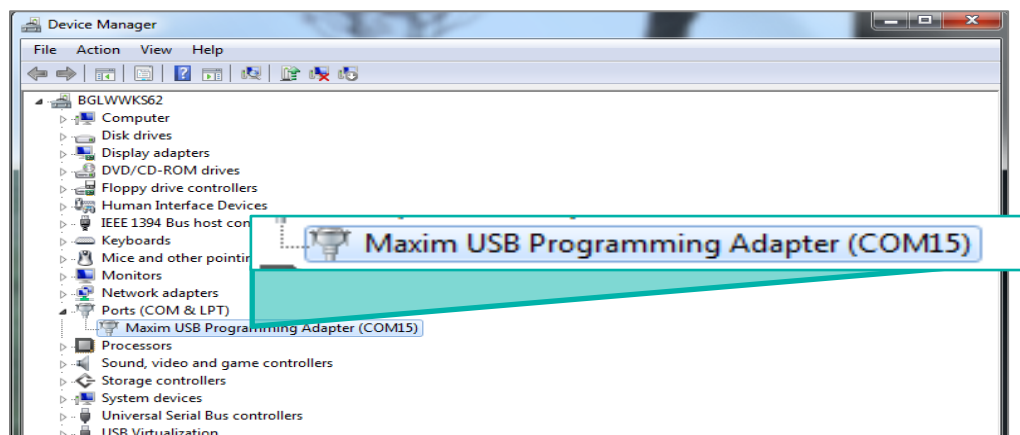 Device Manager
File Action View Help
BGLWWKS62
Computer
Disk drives
Display adapters
DVD/CD-ROM drives
Floppy drive controllers
Human Interface Devices
IEEE 1394 Bus host con
Maxim USB Programming Adapter (COM15)
Keyboards
Mice and other pointin
Monitors
Network adapters
Ports (COM & LPT)
Maxim USB Programming Adapter (COM15)
Processors
Sound, video and game controllers
Storage controllers
System devices
Universal Serial Bus controllers
USB Virtualization